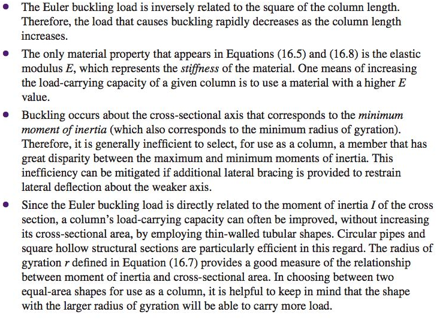 • The Euler buckling load is inversely related to the square of the column length.
Therefore, the load that causes buckling rapidly decreases as the column length
increases.
• The only material property that appears in Equations (16.5) and (16.8) is the elastic
modulus E, which represents the stiffness of the material. One means of increasing
the load-carrying capacity of a given column is to use a material with a higher E
value.
• Buckling occurs about the cross-sectional axis that corresponds to the minimum
moment of inertia (which also corresponds to the minimum radius of gyration).
Therefore, it is generally inefficient to select, for use as a column, a member that has
great disparity between the maximum and minimum moments of inertia. This
inefficiency can be mitigated if additional lateral bracing is provided to restrain
lateral deflection about the weaker axis.
• Since the Euler buckling load is directly related to the moment of inertia I of the cross
section, a column's load-carrying capacity can often be improved, without increasing
its cross-sectional area, by employing thin-walled tubular shapes. Circular pipes and
square hollow structural sections are particularly efficient in this regard. The radius of
gyration r defined in Equation (16.7) provides a good measure of the relationship
between moment of inertia and cross-sectional area. In choosing between two
equal-area shapes for use as a column, it is helpful to keep in mind that the shape
with the larger radius of gyration will be able to carry more load.